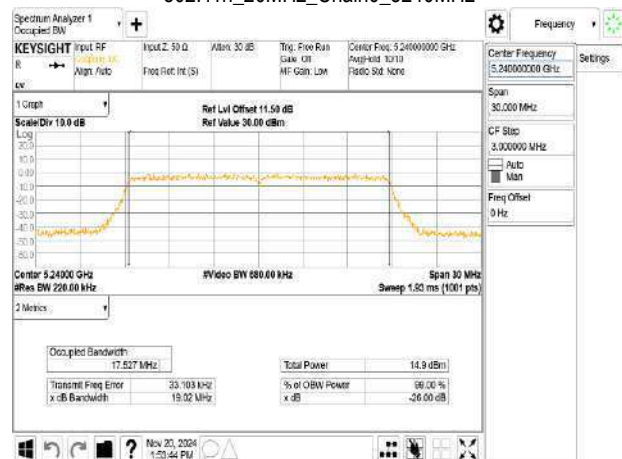 802.11n_20MHz_Chain0_5240MHz
Spectrum Analyzer 1
Occupied BW
Frequency
KEYSIGHT
Input: RF
Align: Auto
Input Z: 50 Ω
Freq Ref: Int (S)
Atten: 30 dB
Trig: Free Run
Gate: Off
#IF Gain: Low
Center Freq: 5.240000000 GHz
Avg|Hold: 10/10
Radio Std: None
Center Frequency
5.240000000 GHz
Settings
Span
30.000 MHz
CF Step
3.000000 MHz
Auto
Man
Freq Offset
0 Hz
1 Graph
Scale/Div 10.0 dB
Ref Lvl Offset 11.50 dB
Ref Value 30.00 dBm
Log
20.0
10.0
0.00
-10.0
-20.0
-30.0
-40.0
-50.0
-60.0
Center 5.24000 GHz
#Res BW 220.00 kHz
#Video BW 680.00 kHz
Span 30 MHz
Sweep 1.93 ms (1001 pts)
2 Metrics
Occupied Bandwidth
17.527 MHz
Total Power 14.9 dBm
Transmit Freq Error 33.103 kHz
% of OBW Power 99.00 %
x dB Bandwidth 19.02 MHz
x dB -26.00 dB
Nov 20, 2024
1:53:44 PM